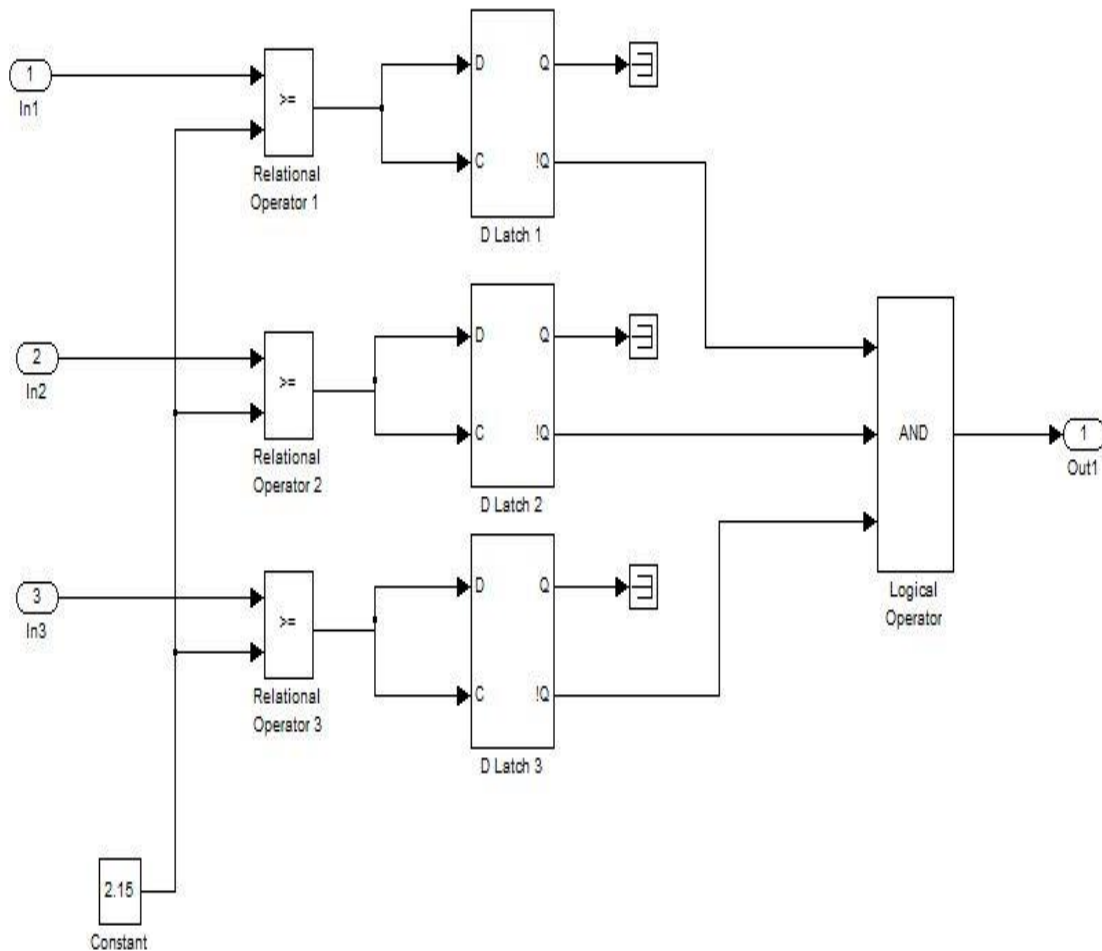 1
In1
>=
Relational
Operator 1
D
Q
C
!Q
D Latch 1
2
In2
>=
Relational
Operator 2
D
Q
C
!Q
D Latch 2
3
In3
>=
Relational
Operator 3
D
Q
C
!Q
D Latch 3
AND
Logical
Operator
1
Out1
2.15
Constant